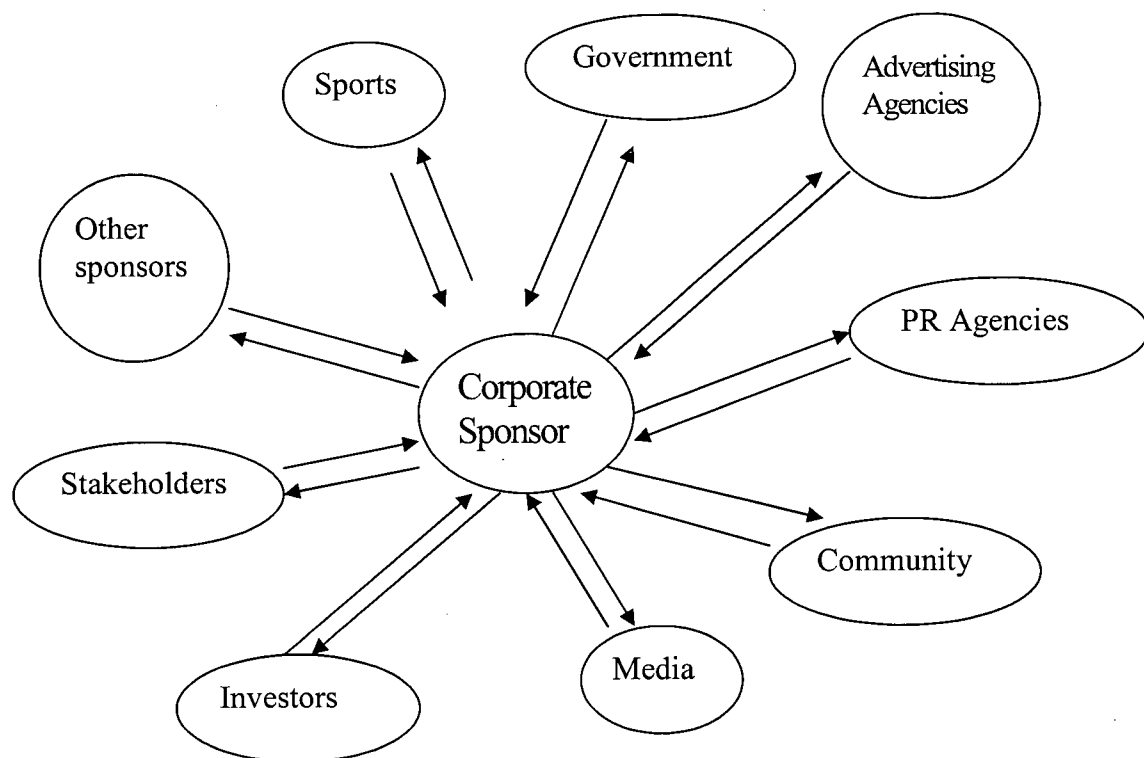 Sports
Government
Advertising
Agencies
Other
sponsors
PR Agencies
Corporate
Sponsor
Stakeholders
Community
Media
Investors